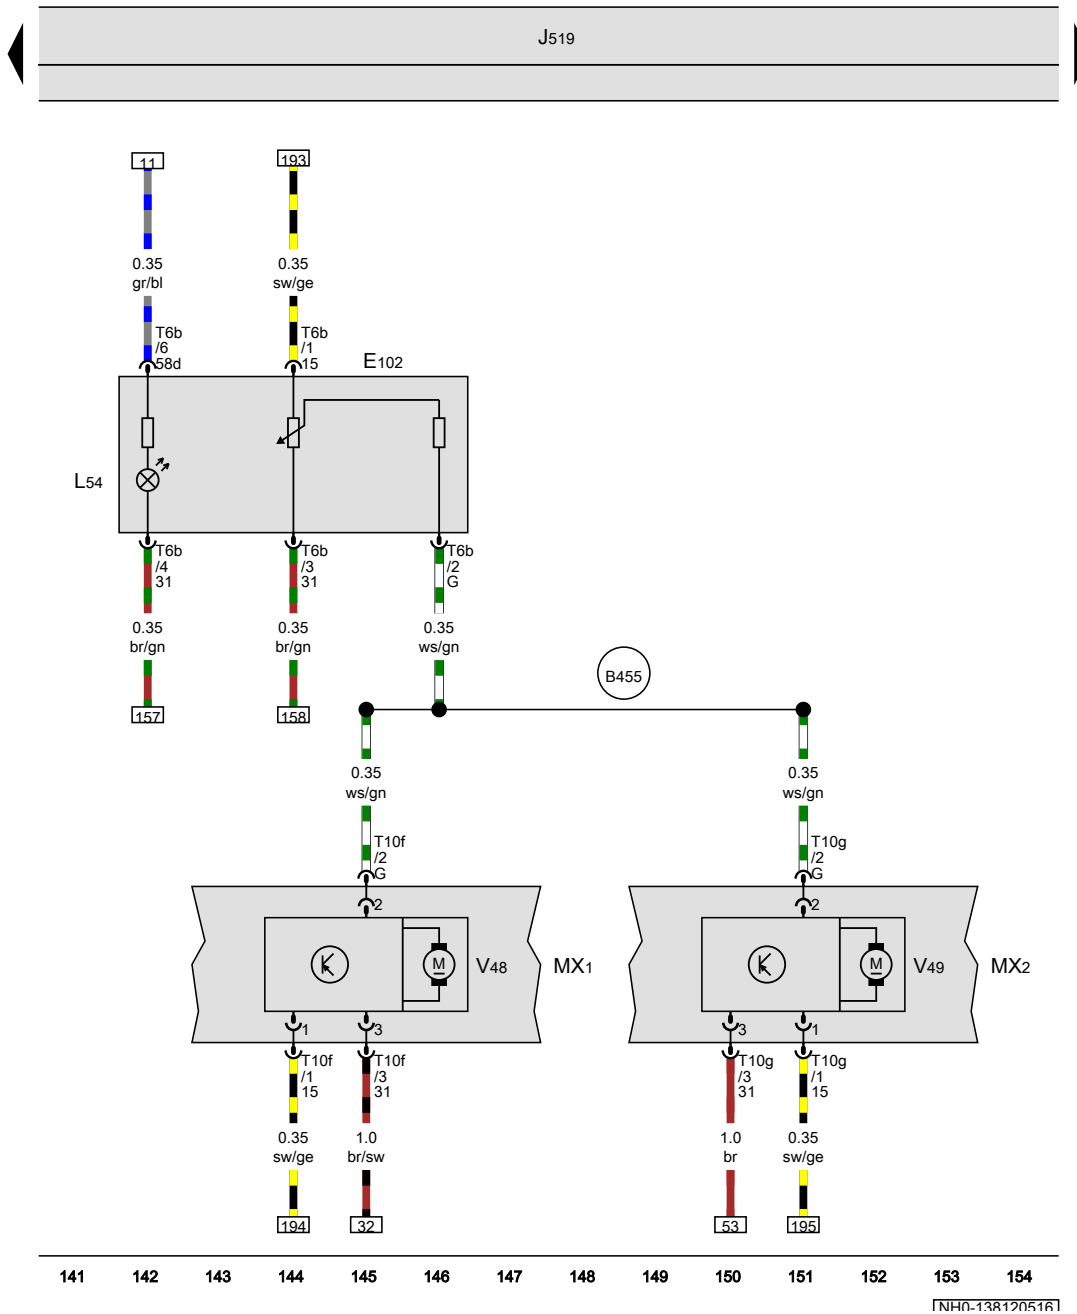 J519
11
193
0.35
gr/bl
0.35
sw/ge
T6b
/6
58d
T6b
/1
15
E102
L54
T6b
/4
31
T6b
/3
31
T6b
/2
G
0.35
br/gn
0.35
br/gn
0.35
ws/gn
B455
157
158
0.35
ws/gn
0.35
ws/gn
T10f
/2
G
T10g
/2
G
2
2
M
V48
MX1
M
V49
MX2
1
3
3
1
T10f
/1
15
T10f
/3
31
T10g
/3
31
T10g
/1
15
0.35
sw/ge
1.0
br/sw
1.0
br
0.35
sw/ge
194
32
53
195
141 142 143 144 145 146 147 148 149 150 151 152 153 154
NH0-138120516